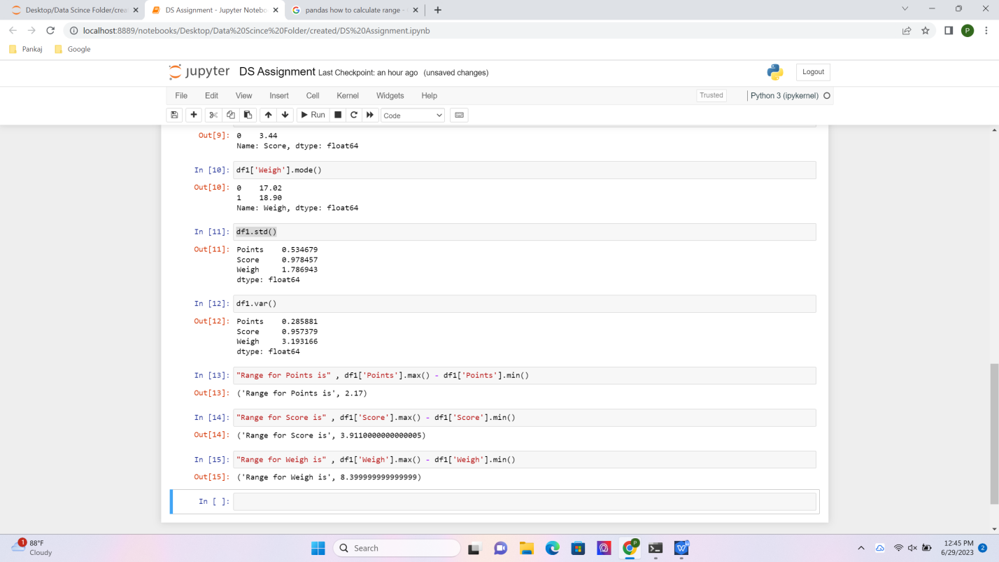 Desktop/Data Scince Folder/crea
DS Assignment - Jupyter Notebo
pandas how to calculate range -
localhost:8889/notebooks/Desktop/Data%20Scince%20Folder/created/DS%20Assignment.ipynb
P
Pankaj
Google
jupyter DS Assignment Last Checkpoint: an hour ago (unsaved changes)
Logout
File Edit View Insert Cell Kernel Widgets Help
Trusted
Python 3 (ipykernel)
Run
Code
Out[9]: 0 3.44
Name: Score, dtype: float64
In [10]: df1['Weigh'].mode()
Out[10]: 0 17.02
1 18.90
Name: Weigh, dtype: float64
In [11]: df1.std()
Out[11]: Points 0.534679
Score 0.978457
Weigh 1.786943
dtype: float64
In [12]: df1.var()
Out[12]: Points 0.285881
Score 0.957379
Weigh 3.193166
dtype: float64
In [13]: "Range for Points is" , df1['Points'].max() - df1['Points'].min()
Out[13]: ('Range for Points is', 2.17)
In [14]: "Range for Score is" , df1['Score'].max() - df1['Score'].min()
Out[14]: ('Range for Score is', 3.9110000000000005)
In [15]: "Range for Weigh is" , df1['Weigh'].max() - df1['Weigh'].min()
Out[15]: ('Range for Weigh is', 8.399999999999999)
In [ ]:
1
88°F
Cloudy
Search
P
12:45 PM
6/29/2023
2